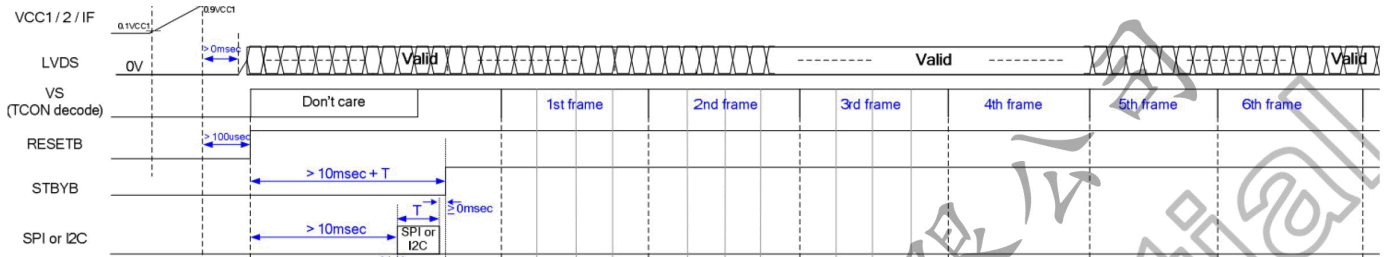 VCC1 / 2 / IF
0.1VCC1
0.9VCC1
> 0msec
LVDS
0V
Valid
Valid
Valid
VS
(TCON decode)
Don't care
1st frame
2nd frame
3rd frame
4th frame
5th frame
6th frame
RESETB
> 100usec
STBYB
> 10msec + T
T
≥0msec
SPI or I2C
> 10msec
SPI or
I2C
公司